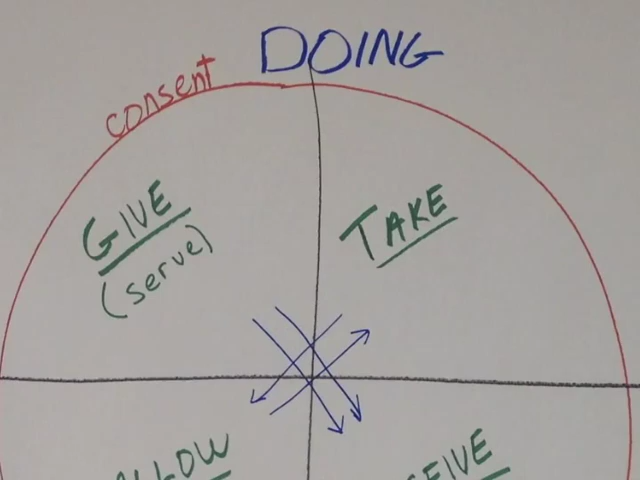 DOING
consent
GIVE
(serve)
TAKE